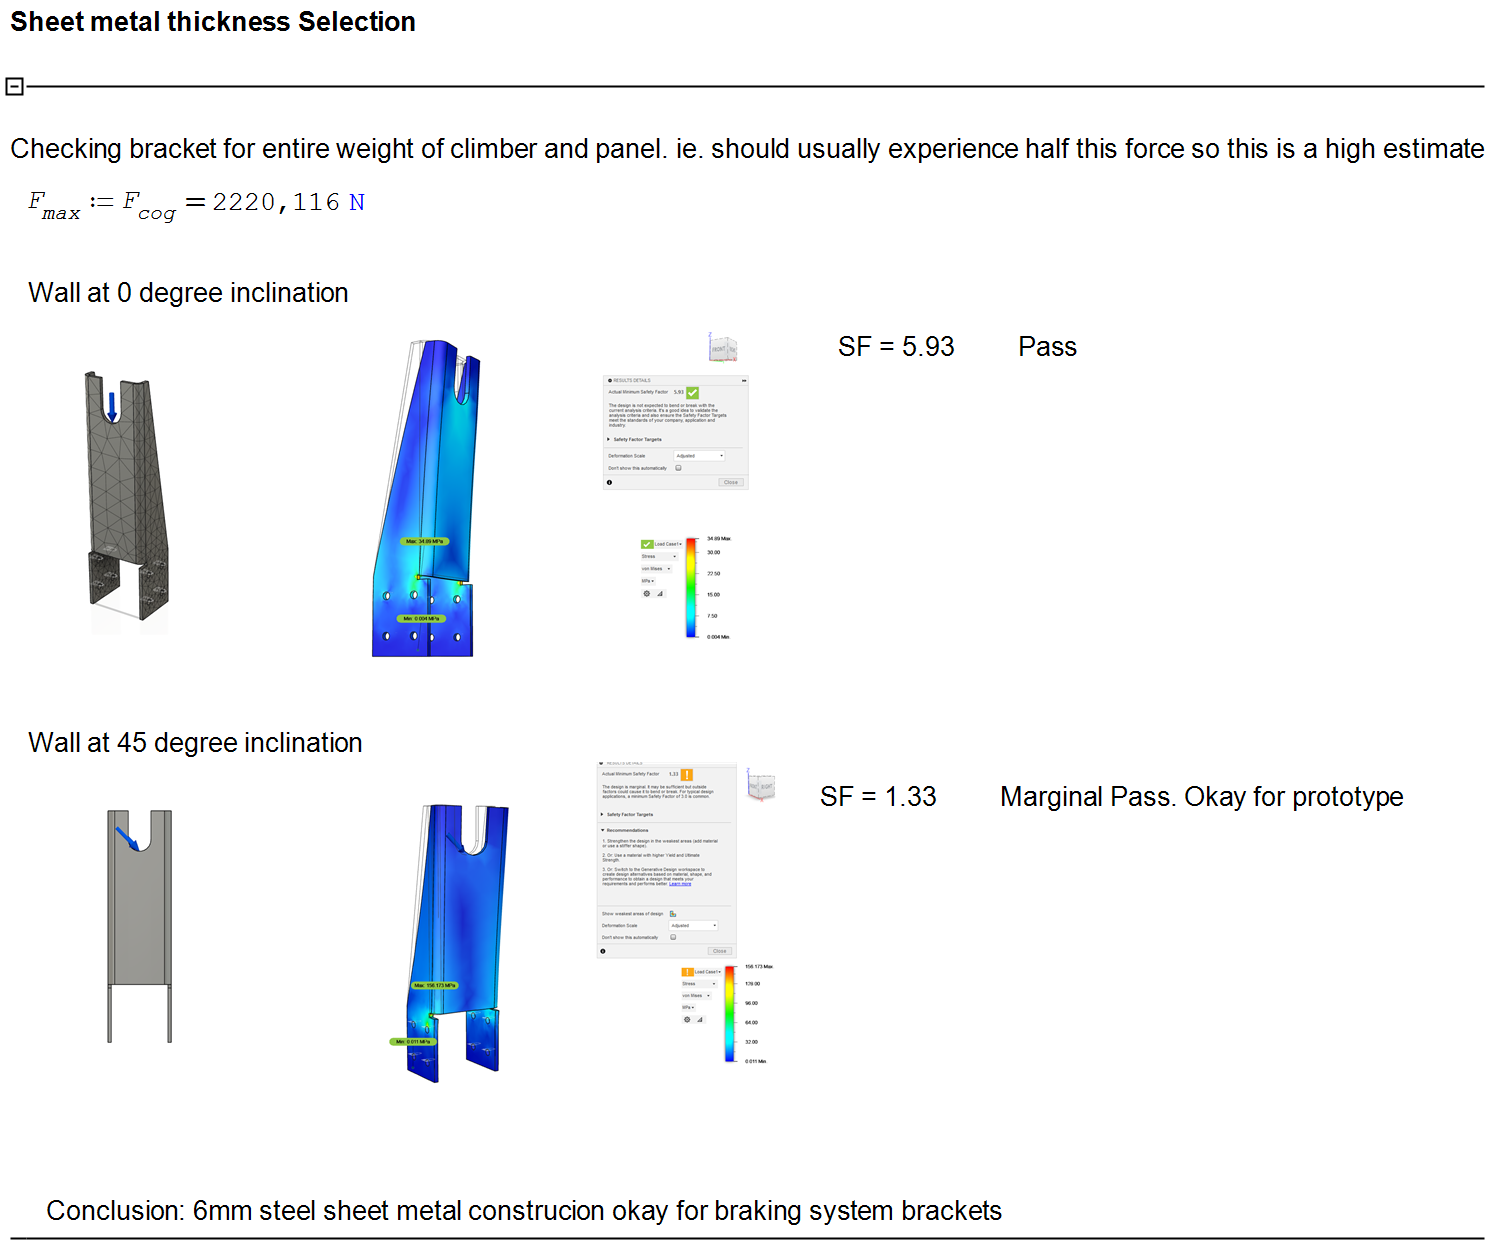 Sheet metal thickness Selection
Checking bracket for entire weight of climber and panel. ie. should usually experience half this force so this is a high estimate
F max := F cog = 2220,116 N
Wall at 0 degree inclination
SF = 5.93 Pass
FRONT
RESULTS DETAILS
Actual Minimum Safety Factor 5.93
The design is not expected to bend or break with the
current analysis criteria. It's a good idea to validate the
analysis criteria and also ensure the Safety Factor Targets
meet the standards of your company, application and
industry.
Safety Factor Targets
Deformation Scale Adjusted
Don't show this automatically
Close
Max: 34.89 MPa
Min: 0.004 MPa
Load Case1
Stress
von Mises
MPa
34.89 Max
30.00
22.50
15.00
7.50
0.004 Min
Wall at 45 degree inclination
SF = 1.33 Marginal Pass. Okay for prototype
RIGHT
RESULTS DETAILS
Actual Minimum Safety Factor 1.33
The design is marginal. It may be sufficient but outside
factors could cause it to bend or break. For typical design
applications, a minimum Safety Factor of 3.0 is common.
Safety Factor Targets
Recommendations
1. Strengthen the design in the weakest areas (add material
or use a stiffer shape)
2. Or: Use a material with higher Yield and Ultimate
Strength.
3. Or: Switch to the Generative Design workspace to
create design alternatives based on material, shape, and
performance to obtain a design that meets your
requirements and performs better. Learn more
Show weakest areas of design
Deformation Scale Adjusted
Don't show this automatically
Close
Max: 156.173 MPa
Min: 0.011 MPa
Load Case1
Stress
von Mises
MPa
156.173 Max
128.00
96.00
64.00
32.00
0.011 Min
Conclusion: 6mm steel sheet metal construcion okay for braking system brackets